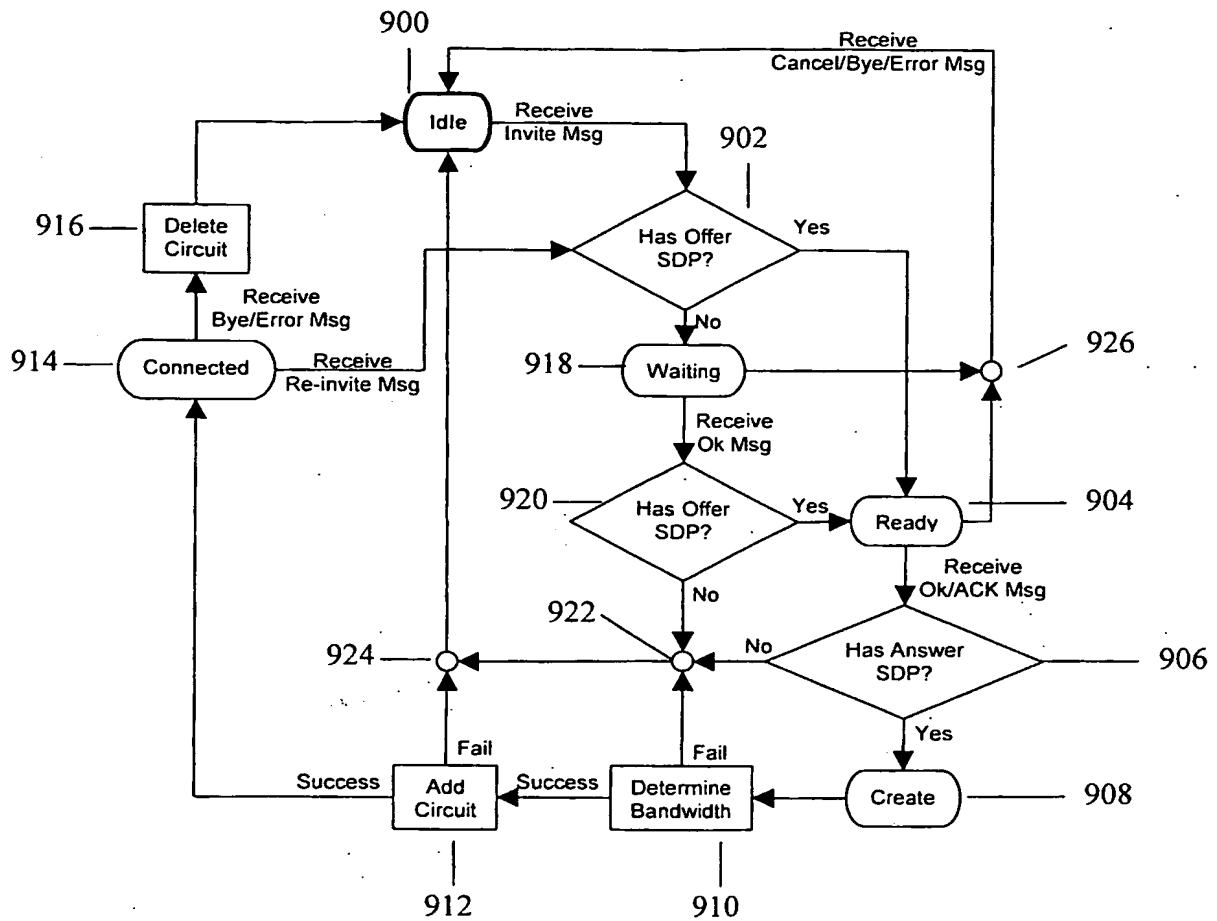 900
Receive
Cancel/Bye/Error Msg
Idle
Receive
Invite Msg
902
916
Delete
Circuit
Has Offer
SDP?
Yes
Receive
Bye/Error Msg
No
914
Connected
Receive
Re-invite Msg
918
Waiting
926
Receive
Ok Msg
920
Has Offer
SDP?
Yes
Ready
904
No
Receive
Ok/ACK Msg
922
924
No
Has Answer
SDP?
906
Fail
Fail
Yes
Success
Add
Circuit
Success
Determine
Bandwidth
Create
908
912
910